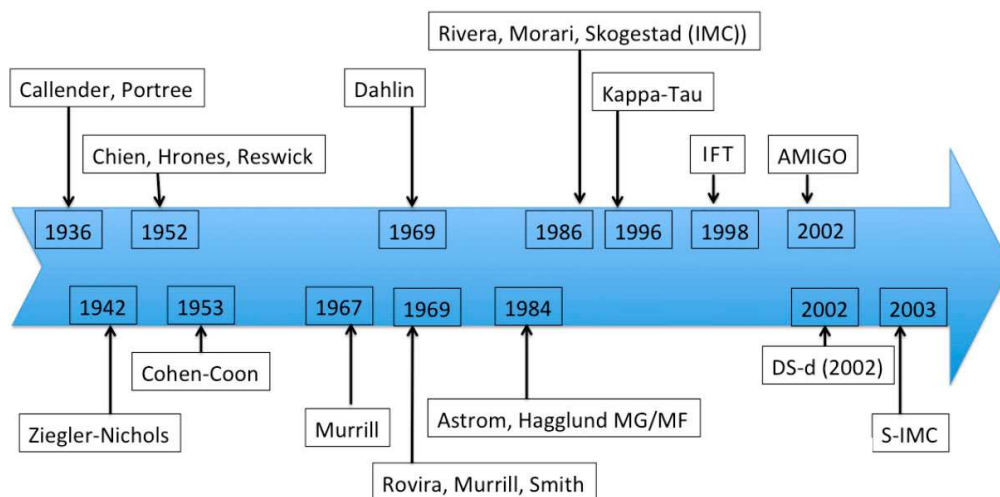 Rivera, Morari, Skogestad (IMC))
Callender, Portree
Dahlin
Kappa-Tau
Chien, Hrones, Reswick
IFT
AMIGO
1936
1952
1969
1986
1996
1998
2002
1942
1953
1967
1969
1984
2002
2003
Cohen-Coon
DS-d (2002)
Ziegler-Nichols
Murrill
Astrom, Hagglund MG/MF
S-IMC
Rovira, Murrill, Smith